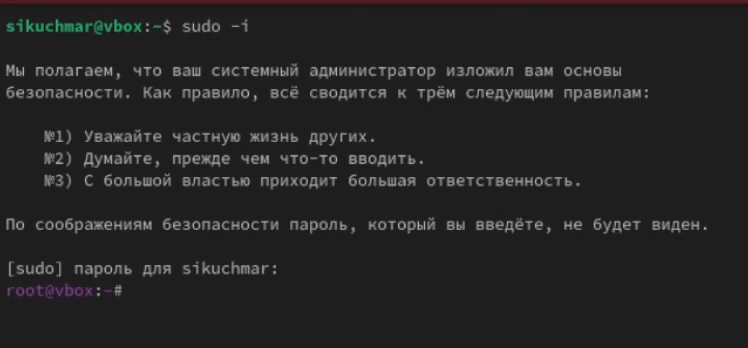 sikuchmar@vbox:~$ sudo -i
Мы полагаем, что ваш системный администратор изложил вам основы
безопасности. Как правило, всё сводится к трём следующим правилам:
№1) Уважайте частную жизнь других.
№2) Думайте, прежде чем что-то вводить.
№3) С большой властью приходит большая ответственность.
По соображениям безопасности пароль, который вы введёте, не будет виден.
[sudo] пароль для sikuchmar:
root@vbox:~#